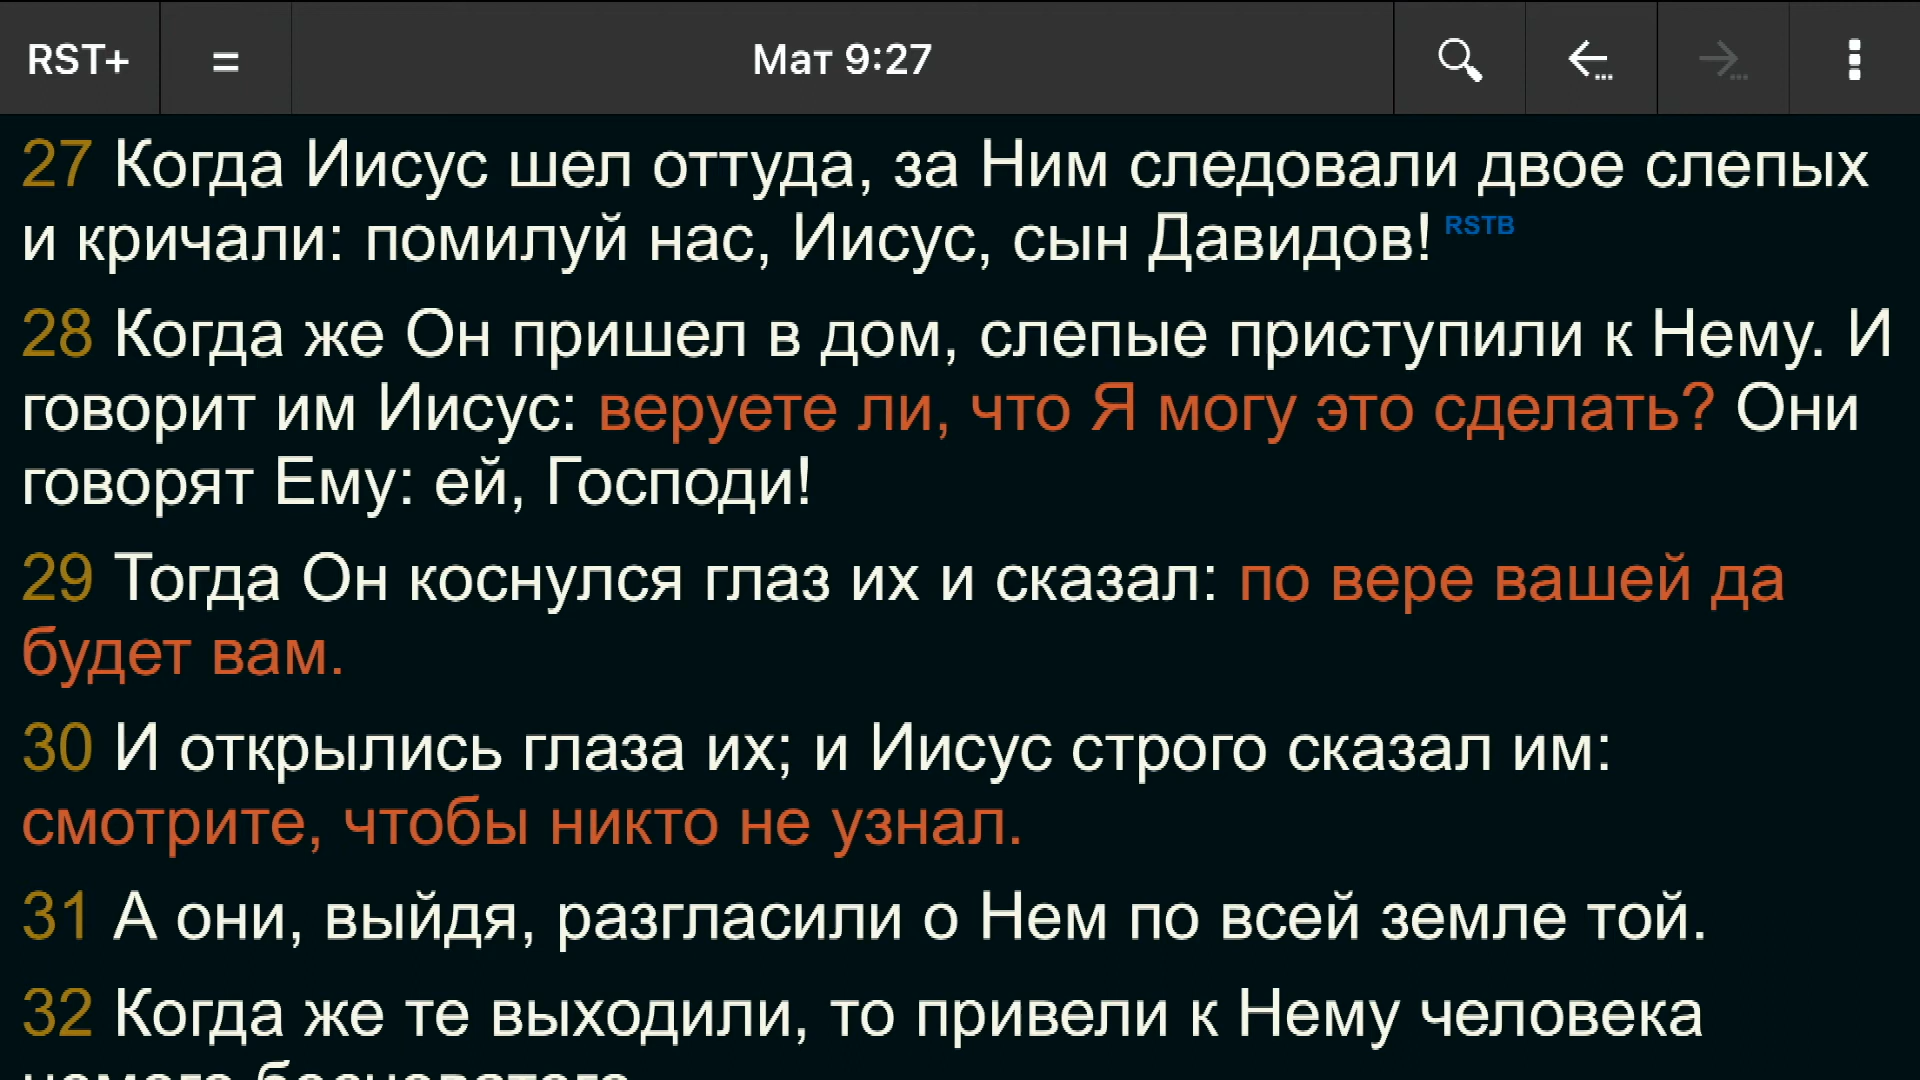 RST+ = Мат 9:27
27 Когда Иисус шел оттуда, за Ним следовали двое слепых
и кричали: помилуй нас, Иисус, сын Давидов! RSTB
28 Когда же Он пришел в дом, слепые приступили к Нему. И
говорит им Иисус: веруете ли, что Я могу это сделать? Они
говорят Ему: ей, Господи!
29 Тогда Он коснулся глаз их и сказал: по вере вашей да
будет вам.
30 И открылись глаза их; и Иисус строго сказал им:
смотрите, чтобы никто не узнал.
31 А они, выйдя, разгласили о Нем по всей земле той.
32 Когда же те выходили, то привели к Нему человека